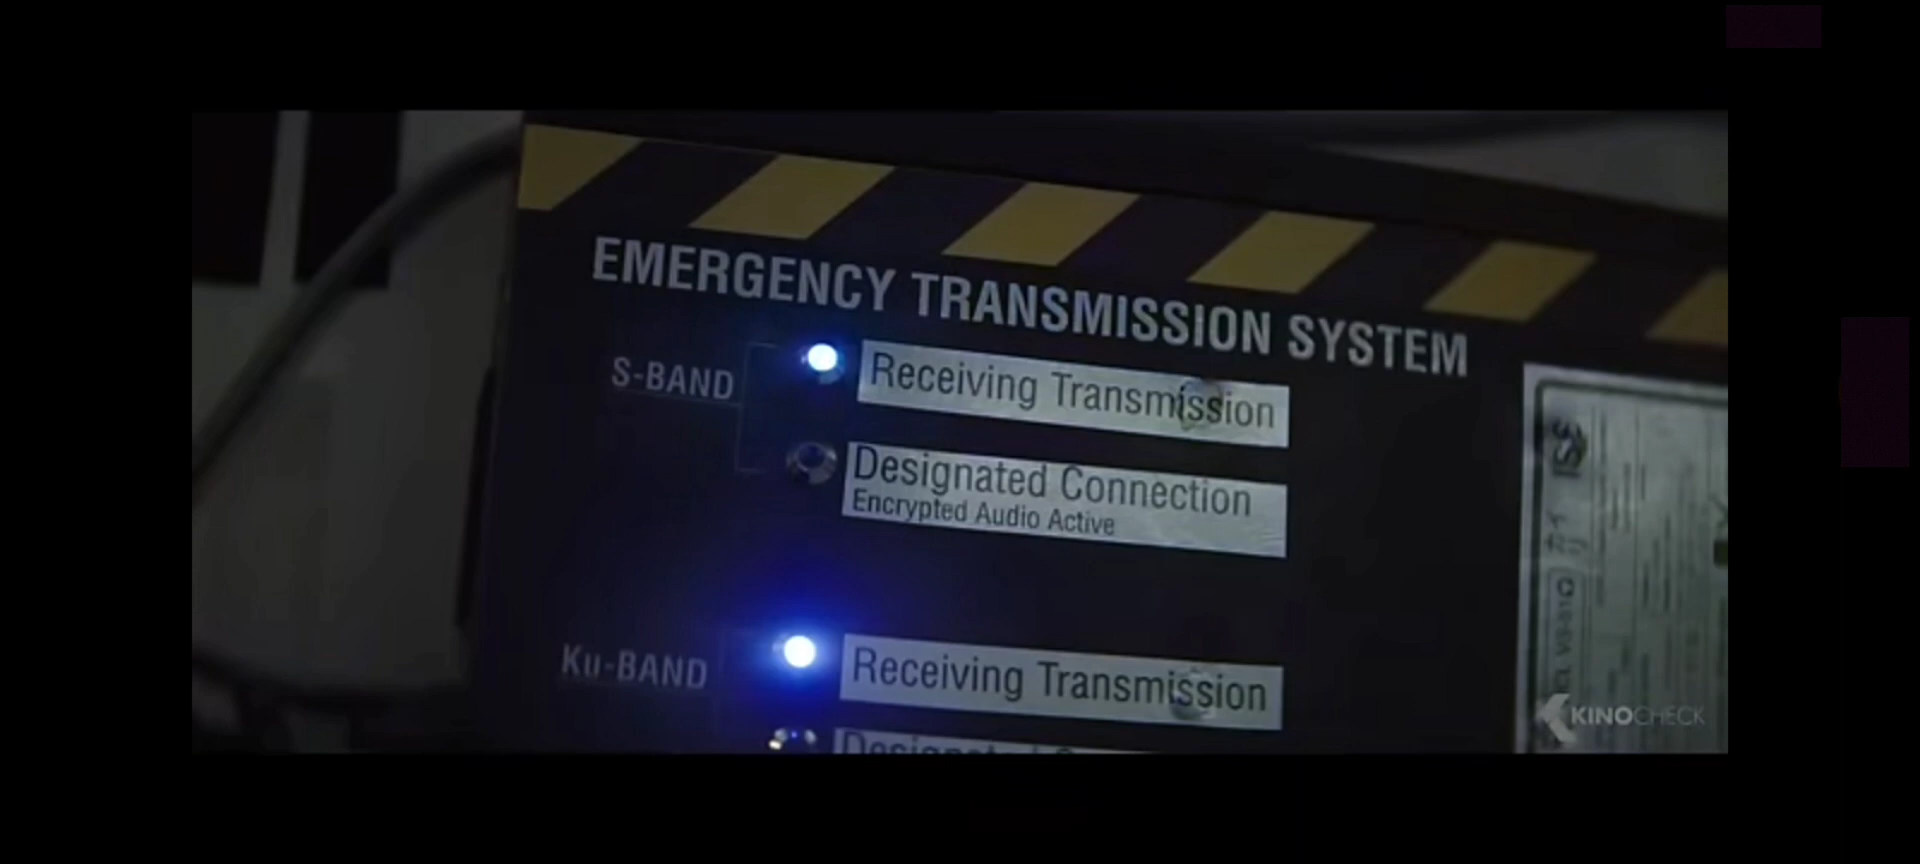 EMERGENCY TRANSMISSION SYSTEM
S-BAND
Receiving Transmission
Designated Connection
Encrypted Audio Active
Ku-BAND
Receiving Transmission
KINOCHECK